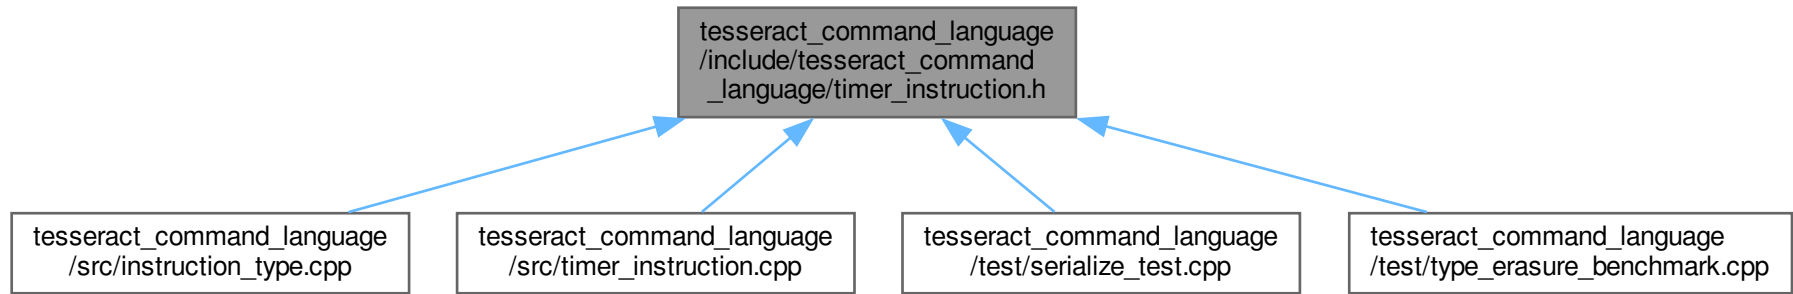 tesseract_command_language
/include/tesseract_command
_language/timer_instruction.h
tesseract_command_language
/src/instruction_type.cpp
tesseract_command_language
/src/timer_instruction.cpp
tesseract_command_language
/test/serialize_test.cpp
tesseract_command_language
/test/type_erasure_benchmark.cpp